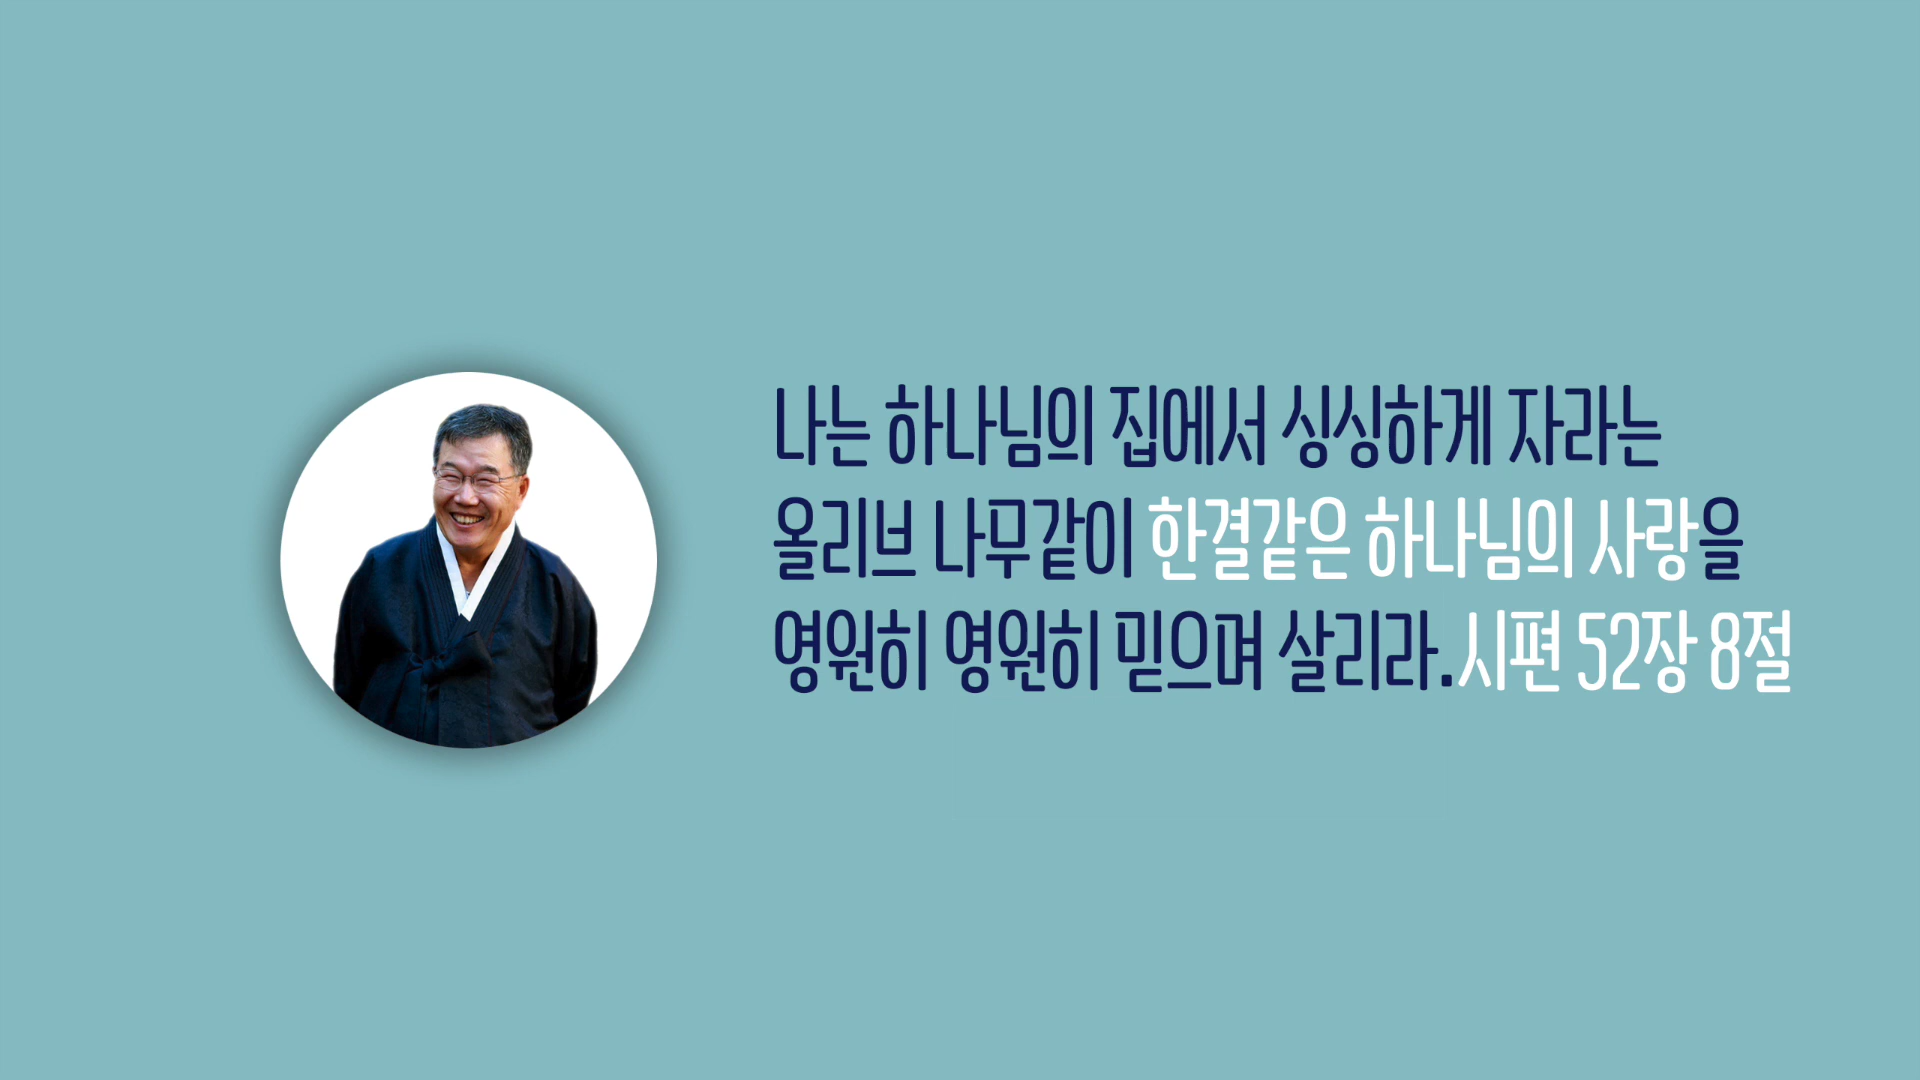 나는 하나님의 집에서 싱싱하게 자라는
올리브 나무같이 한결같은 하나님의 사랑을
영원히 영원히 믿으며 살리라.시편 52장 8절